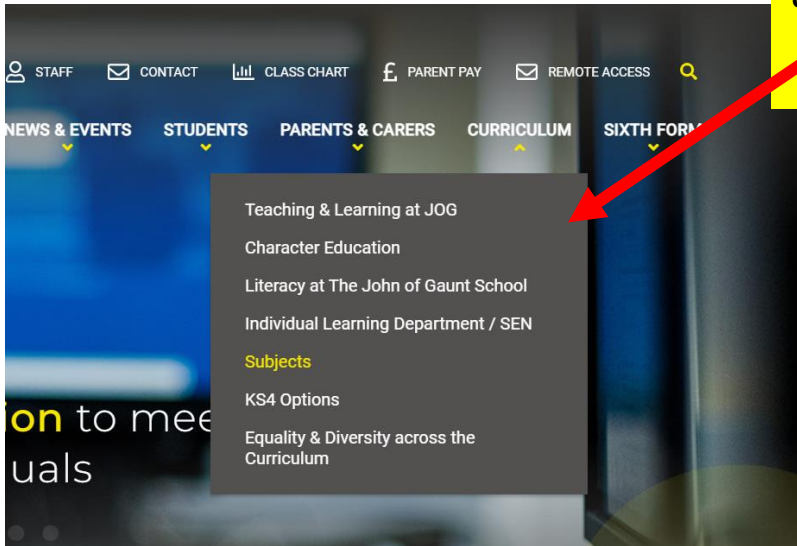 STAFF CONTACT CLASS CHART £ PARENT PAY REMOTE ACCESS
NEWS & EVENTS STUDENTS PARENTS & CARERS CURRICULUM SIXTH FORM
Teaching & Learning at JOG
Character Education
Literacy at The John of Gaunt School
Individual Learning Department / SEN
Subjects
KS4 Options
Equality & Diversity across the
Curriculum
ion to mee
uals